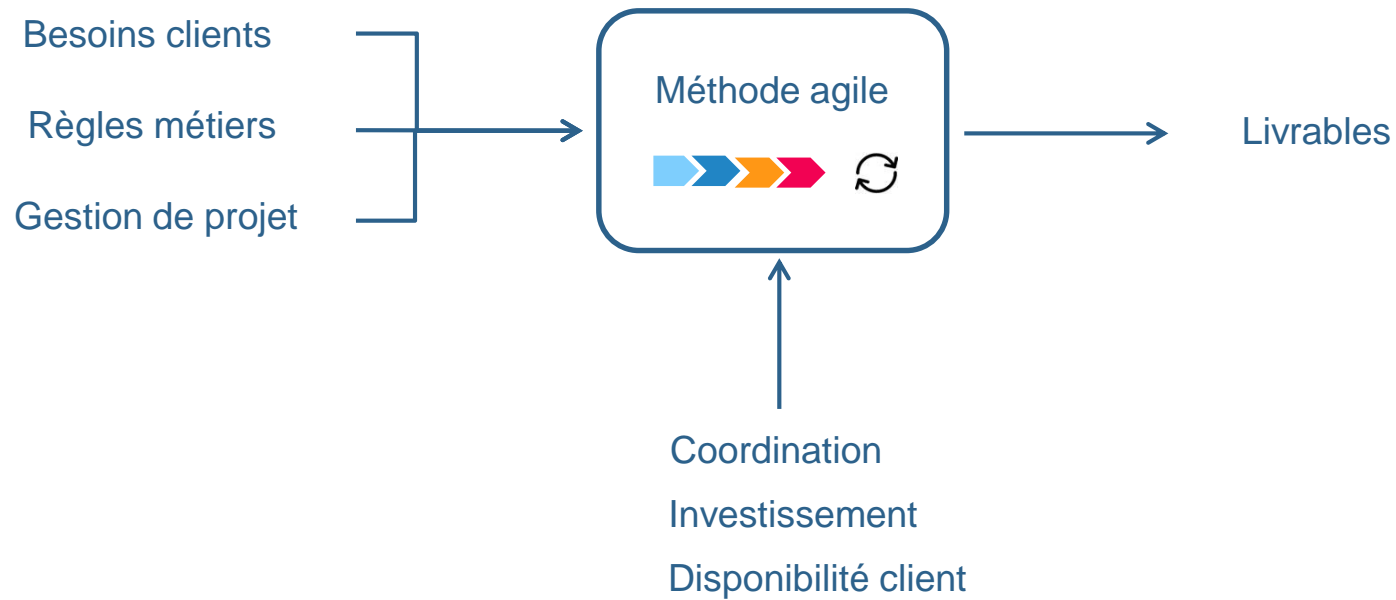 Besoins clients
Règles métiers
Gestion de projet
Méthode agile
Livrables
Coordination
Investissement
Disponibilité client